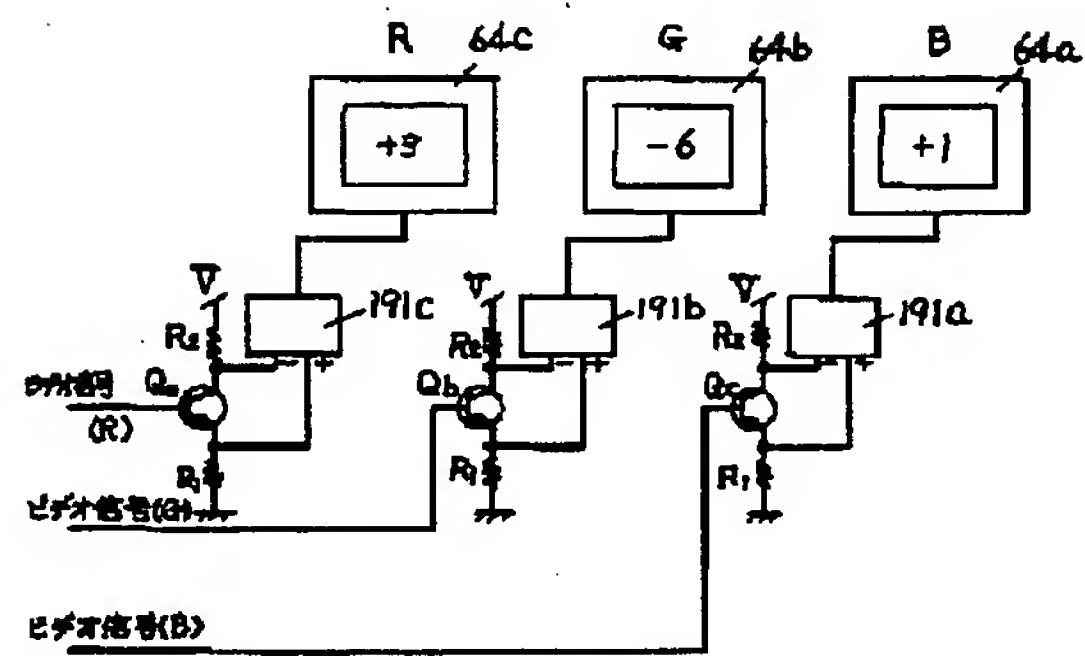 R 64c G 64b B 64a
-6 +1
V V V
191c 191b 191a
R2 R2 R2
- + - + - +
ビデオ信号 Qa Qb Qc
(R)
R1 R1 R1
ビデオ信号(G)
ビデオ信号(B)